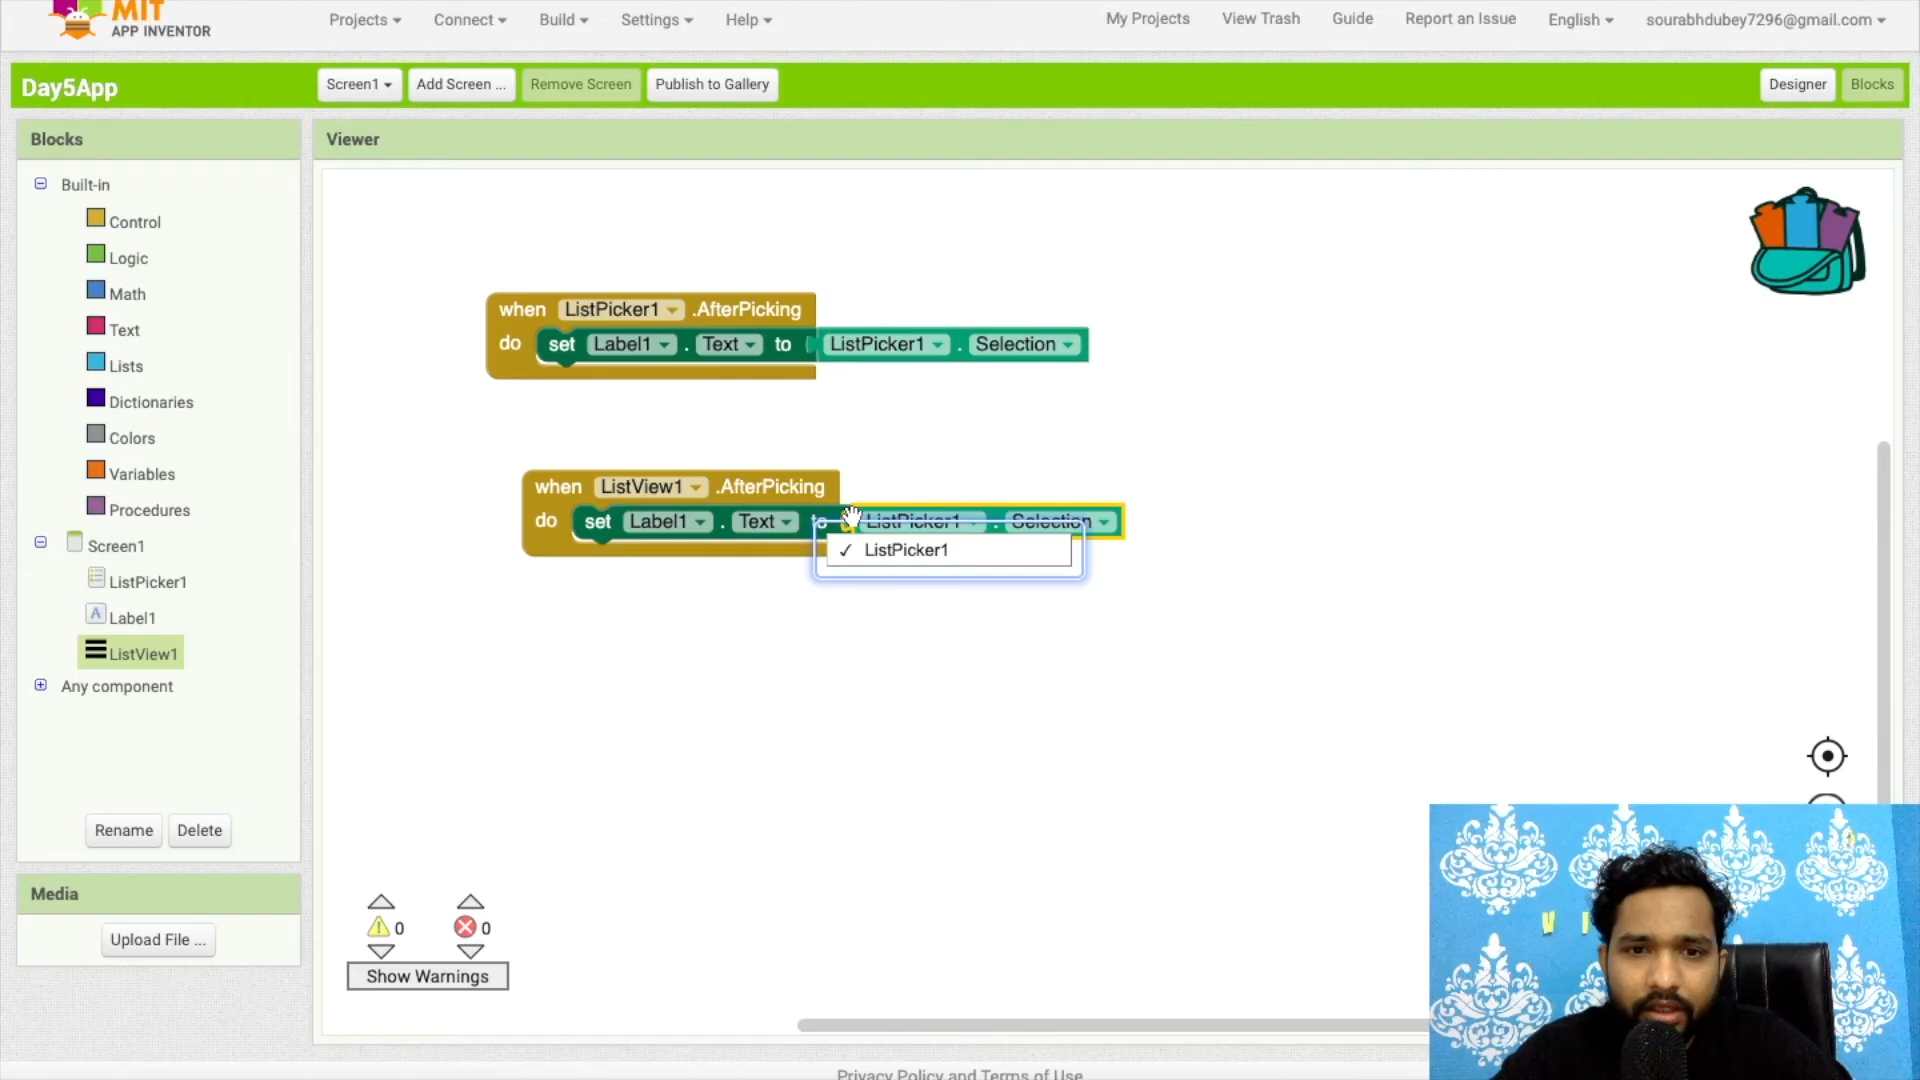 MIT
APP INVENTOR
Projects
Connect
Build
Settings
Help
My Projects
View Trash
Guide
Report an Issue
English
sourabhdubey7296@gmail.com
Day5App
Screen1
Add Screen ...
Remove Screen
Publish to Gallery
Designer
Blocks
Blocks
Viewer
Built-in
Control
Logic
Math
Text
Lists
Dictionaries
Colors
Variables
Procedures
Screen1
ListPicker1
Label1
ListView1
Any component
Rename
Delete
Media
Upload File ...
when ListPicker1 .AfterPicking
do set Label1 . Text to ListPicker1 . Selection
when ListView1 .AfterPicking
do set Label1 . Text to ListPicker1 . Selection
✓ ListPicker1
0
0
Show Warnings
Privacy Policy and Terms of Use